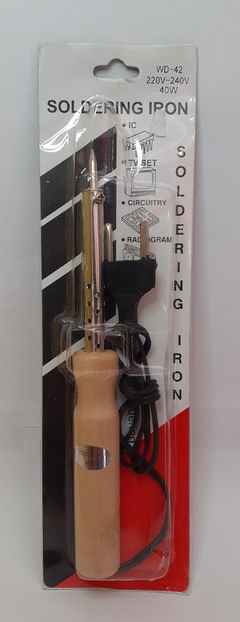 WD-42
220V-240V
40W
SOLDERING IRON
• IC
• TV SET
• CIRCUITRY
• RADIOGRAM
SOLDERING IRON